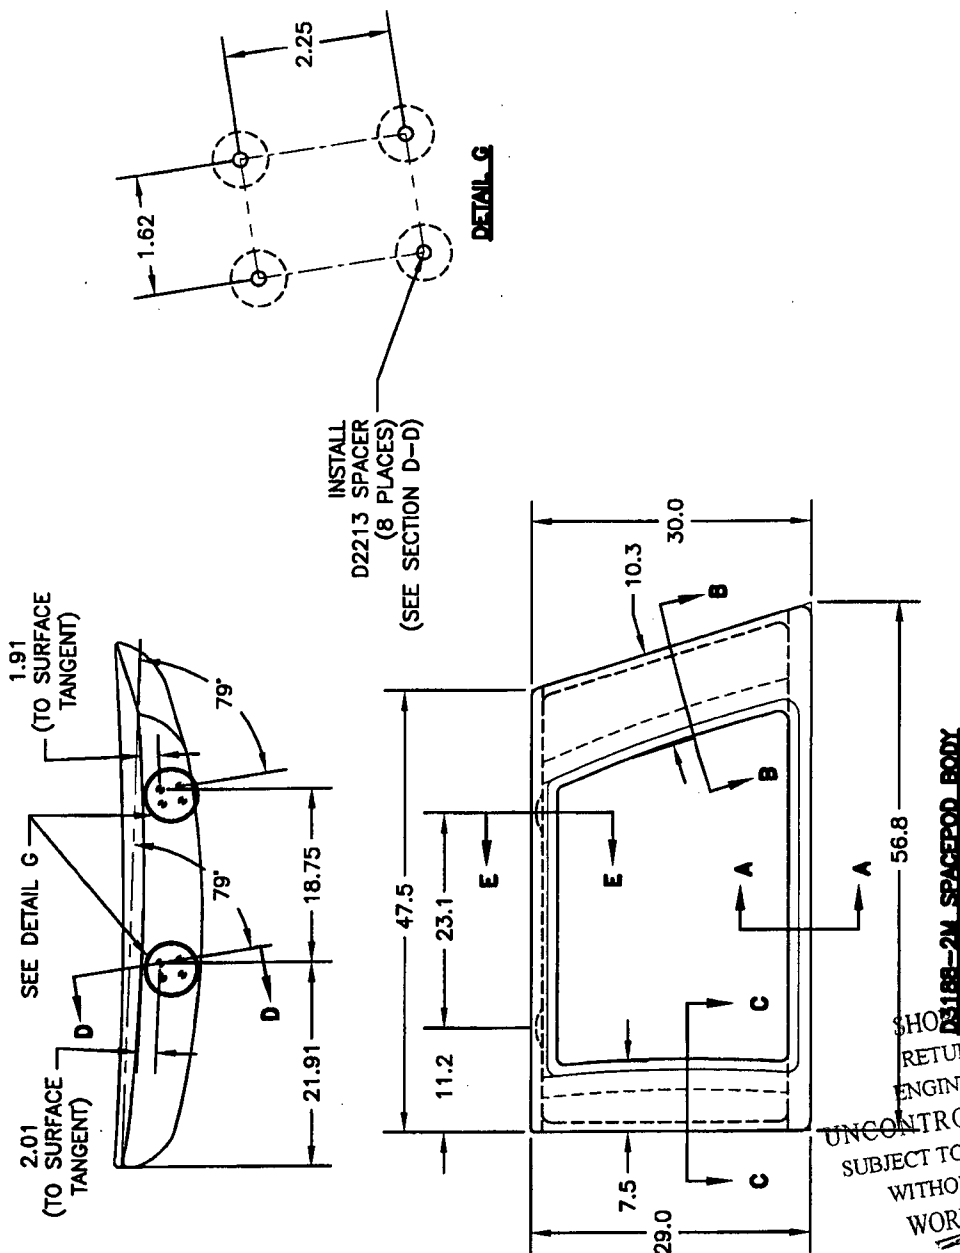 2.25
1.62
DETAIL G
INSTALL
D2213 SPACER
(8 PLACES)
(SEE SECTION D-D)
1.91
(TO SURFACE
TANGENT)
79°
SEE DETAIL G
79°
18.75
D
D
2.01
(TO SURFACE
TANGENT)
21.91
30.0
10.3
B
B
47.5
23.1
E
E
A
A
56.8
11.2
C
C
7.5
29.0
D3188-2M SPACEPOD BODY
UNCONTRO
SUBJECT TO
WITHO
WOR
RETU
ENGIN
SHO